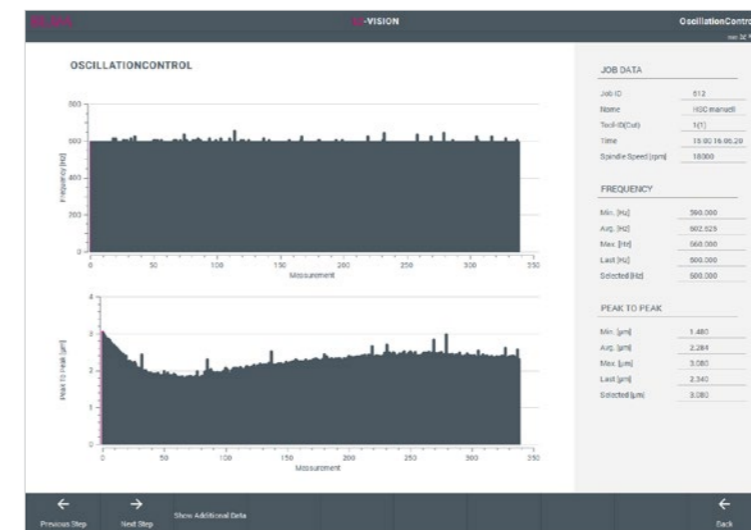 -VISION
OscillationContro
OSCILLATIONCONTROL
800
600
400
200
0
Frequency [Hz]
0 50 100 150 200 250 300 350
Measurement
4
3
2
1
0
Peak To Peak [µm]
0 50 100 150 200 250 300 350
Measurement
JOB DATA
Job ID 612
Name HSC manuell
Tool-ID(Cut) 1(1)
Time
Spindle Speed [rpm] 18000
FREQUENCY
Min. [Hz] 590.000
Avg. [Hz]
Max. [Hz] 660.000
Last [Hz] 600.000
Selected [Hz] 600.000
PEAK TO PEAK
Min. [µm] 1.480
Avg. [µm] 2.284
Max. [µm] 3.080
Last [µm] 2.340
Selected [µm] 3.080
Previous Step
Next Step
Show Additional Data
Back